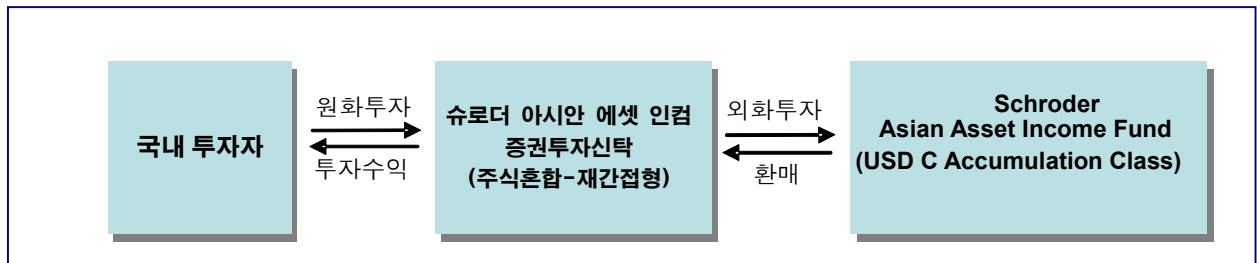 국내 투자자
원화투자
투자수익
슈로더 아시안 에셋 인컴
증권투자신탁
(주식혼합-재간접형)
외화투자
환매
Schroder
Asian Asset Income Fund
(USD C Accumulation Class)